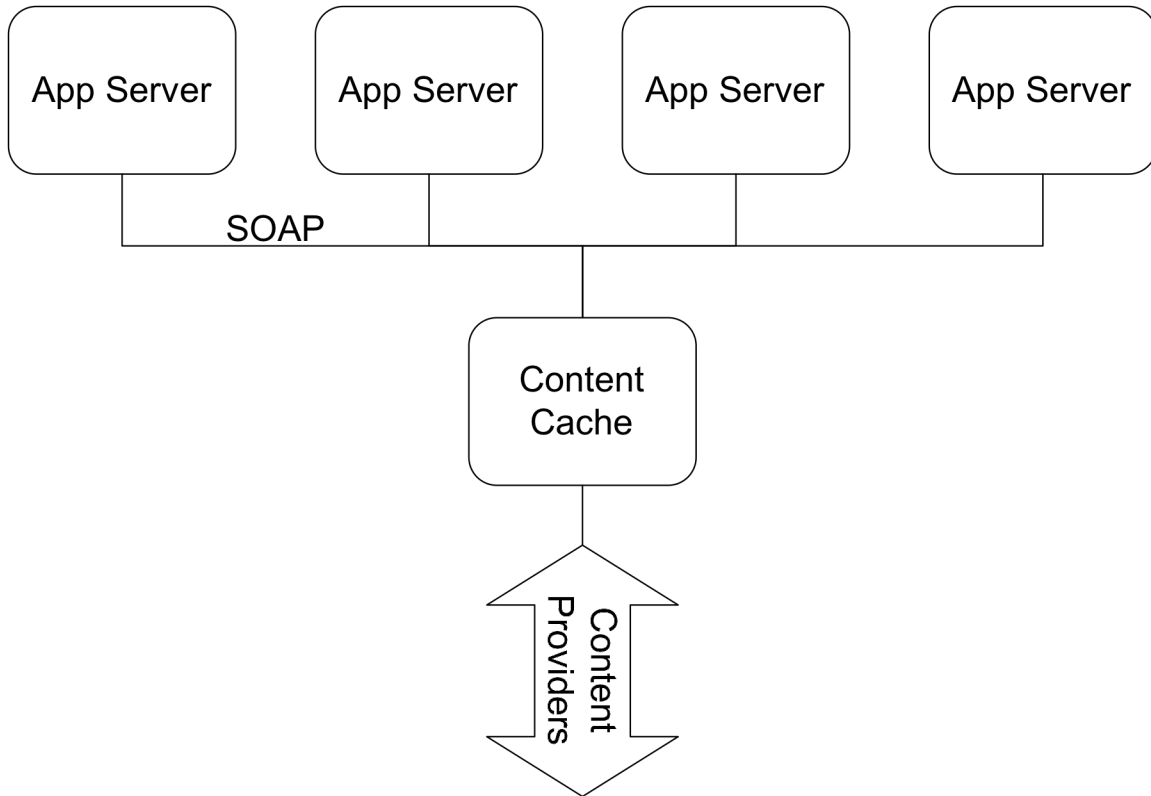 App Server
App Server
App Server
App Server
SOAP
Content
Cache
Content
Providers